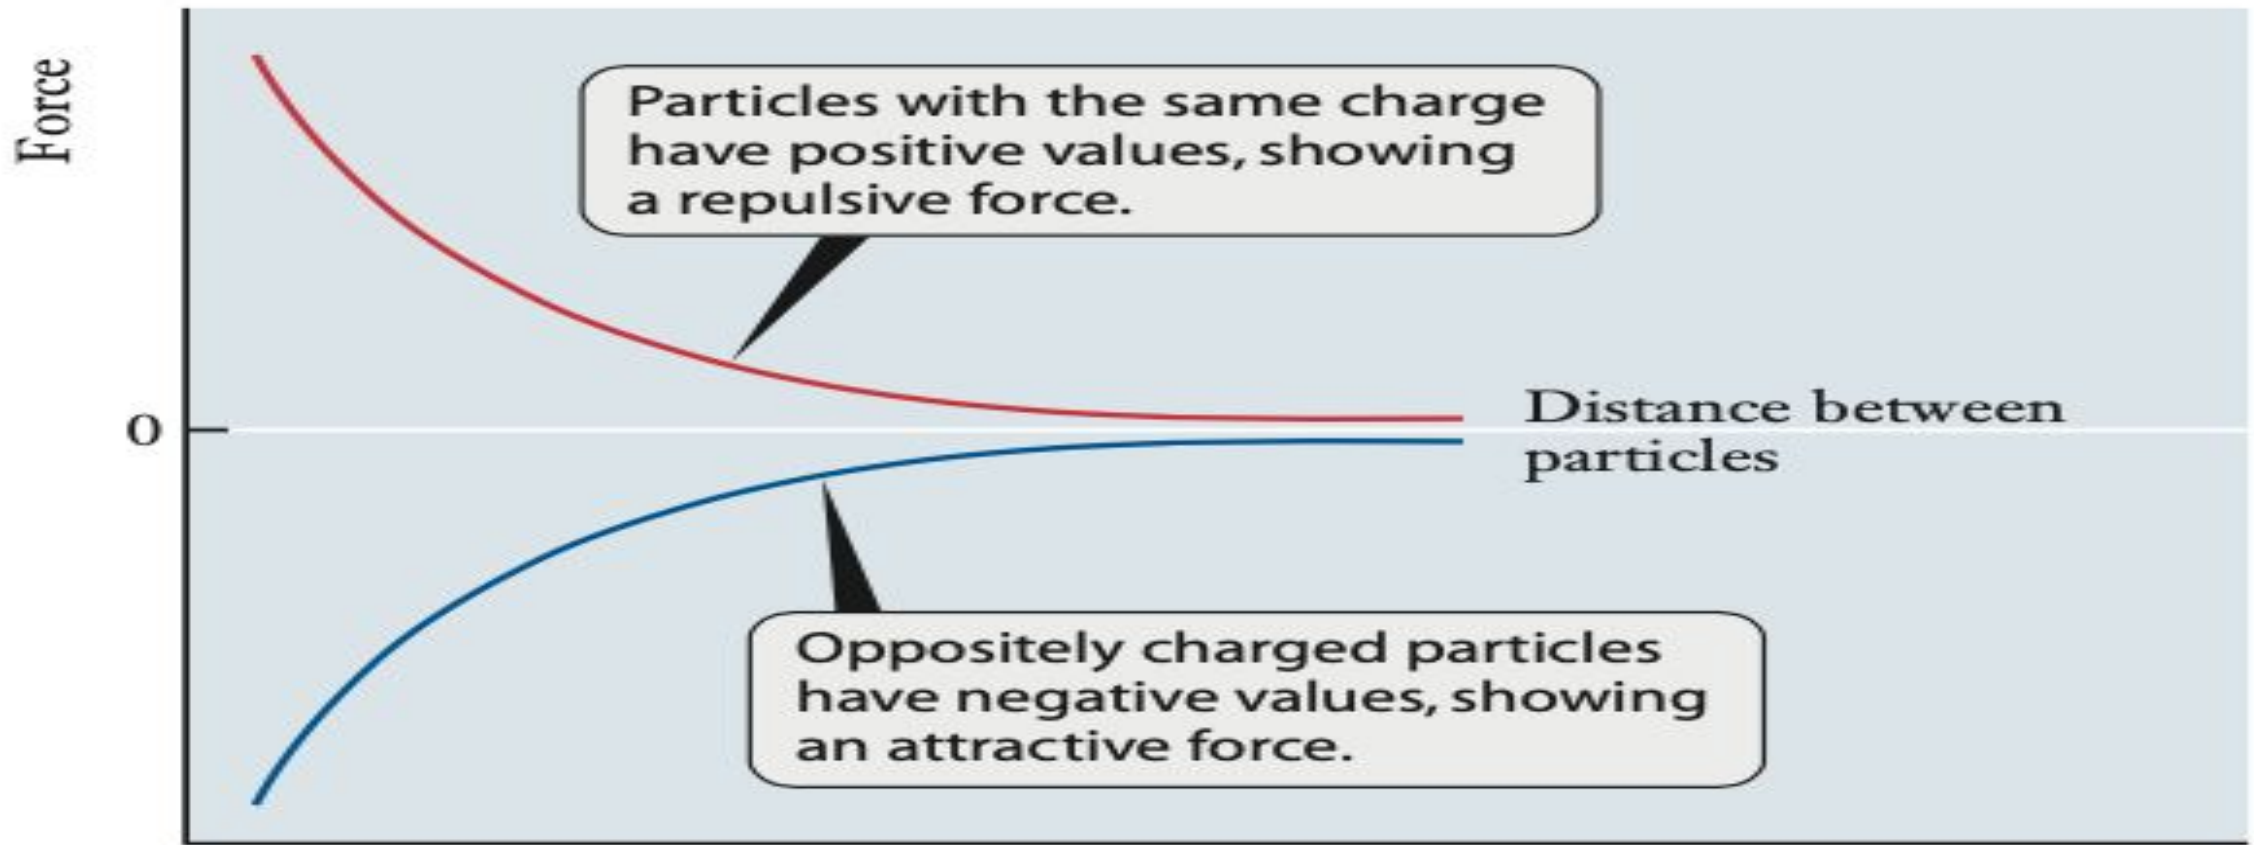 Force
Particles with the same charge
have positive values, showing
a repulsive force.
0
Distance between
particles
Oppositely charged particles
have negative values, showing
an attractive force.